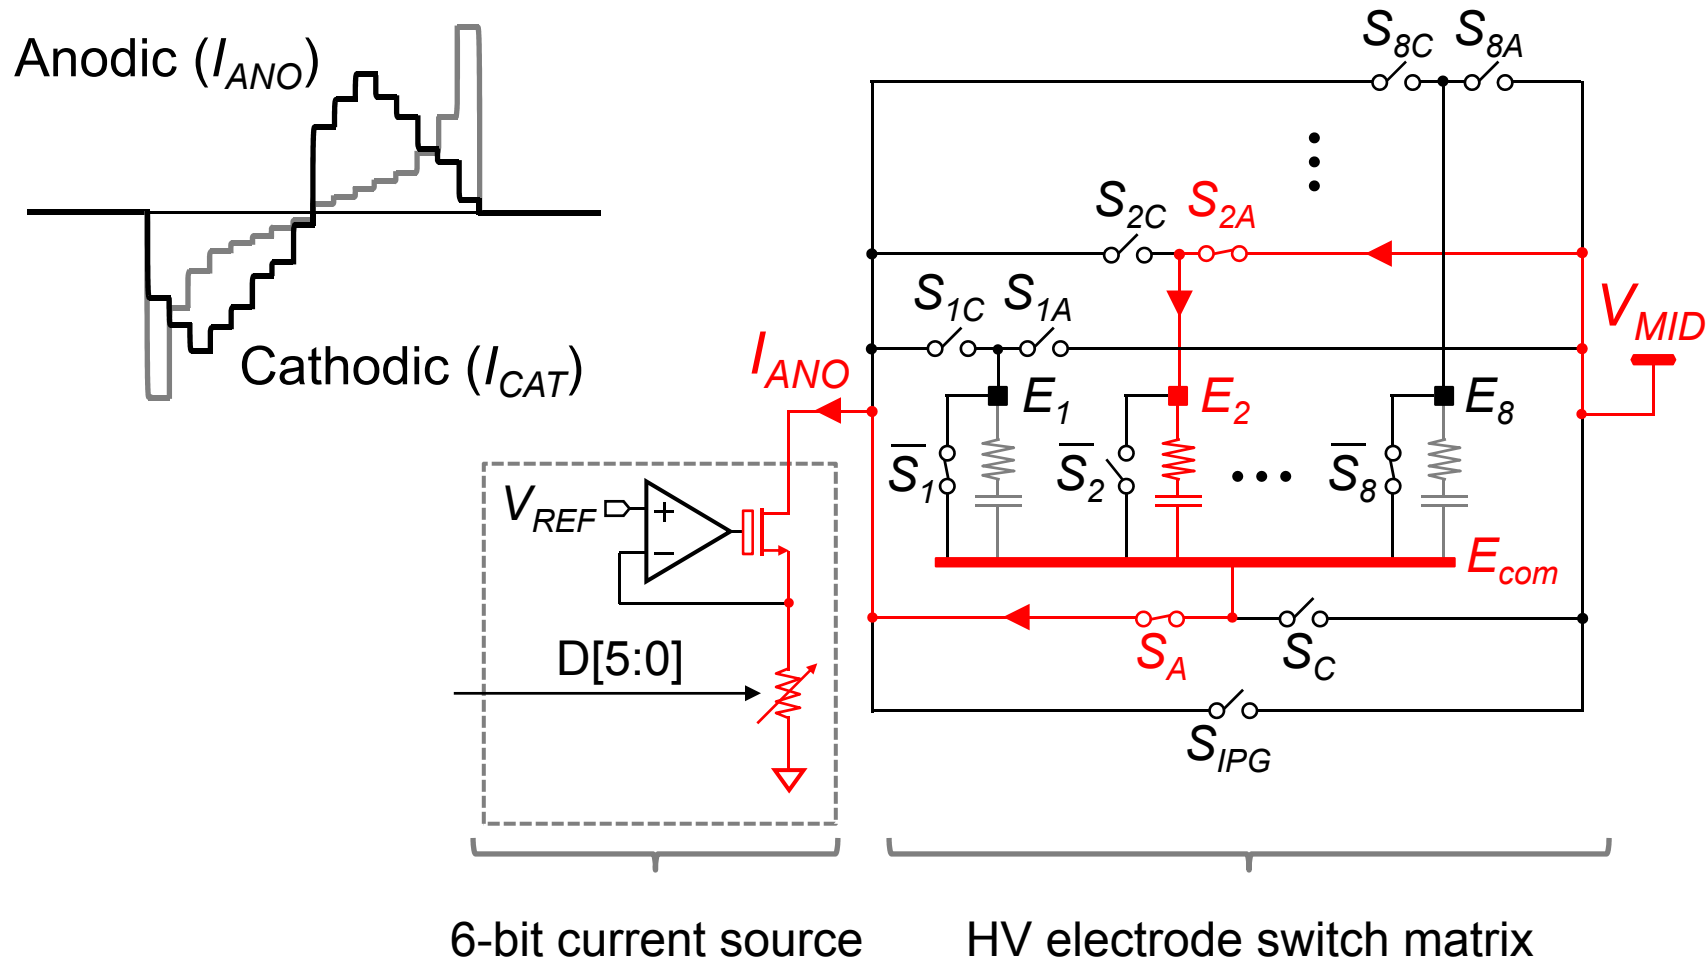 Anodic (I_ANO)
Cathodic (I_CAT)
S_8C S_8A
S_2C S_2A
S_1C S_1A
V_MID
I_ANO
E_1 E_2 E_8
S̅_1 S̅_2 S̅_8
V_REF
+
−
E_com
D[5:0]
S_A S_C
S_IPG
6-bit current source
HV electrode switch matrix